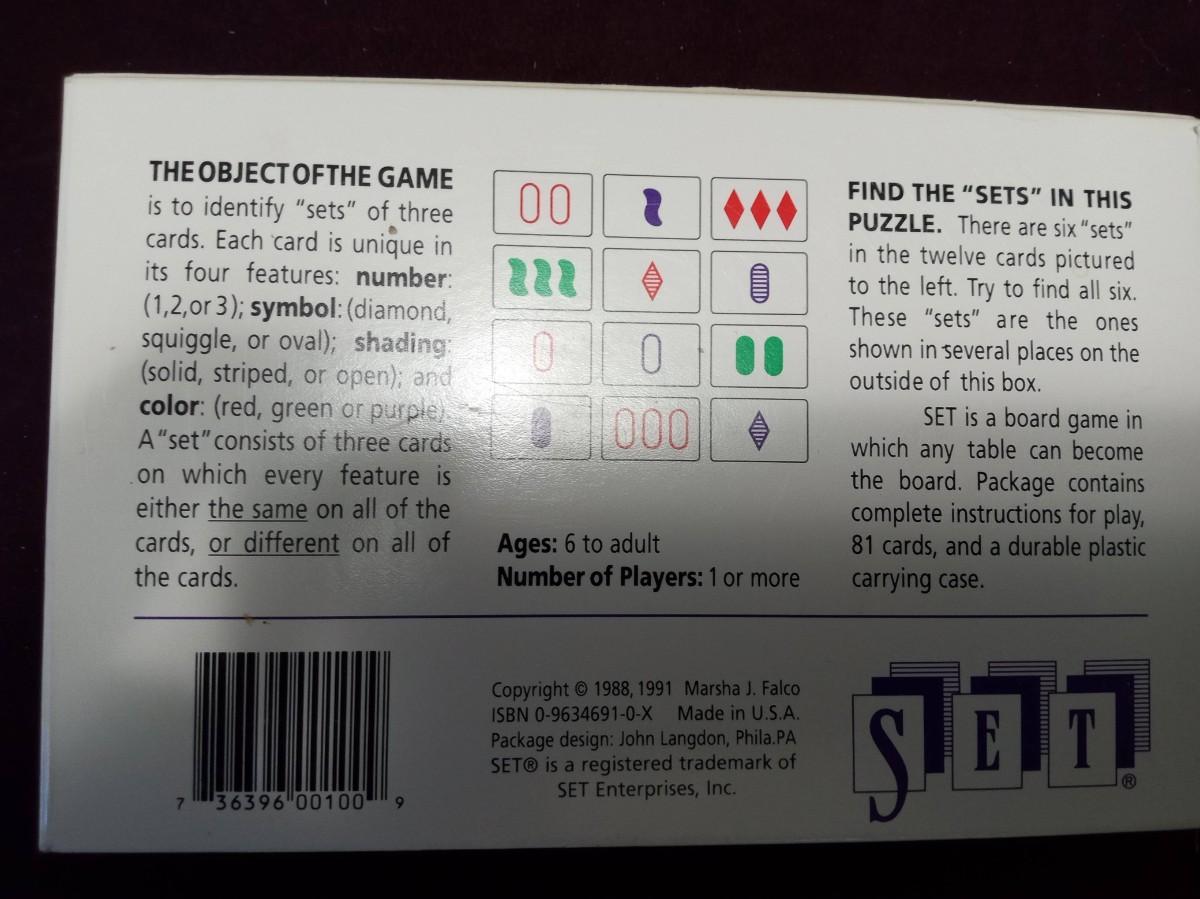 THE OBJECT OF THE GAME
is to identify "sets" of three
cards. Each card is unique in
its four features: number:
(1,2,or 3); symbol: (diamond,
squiggle, or oval); shading:
(solid, striped, or open); and
color: (red, green or purple).
A "set" consists of three cards
on which every feature is
either the same on all of the
cards, or different on all of
the cards.
Ages: 6 to adult
Number of Players: 1 or more
FIND THE "SETS" IN THIS
PUZZLE. There are six "sets"
in the twelve cards pictured
to the left. Try to find all six.
These "sets" are the ones
shown in several places on the
outside of this box.
SET is a board game in
which any table can become
the board. Package contains
complete instructions for play,
81 cards, and a durable plastic
carrying case.
7 36396 00100 9
Copyright © 1988, 1991 Marsha J. Falco
ISBN 0-9634691-0-X Made in U.S.A.
Package design: John Langdon, Phila.PA
SET® is a registered trademark of
SET Enterprises, Inc.
SET®